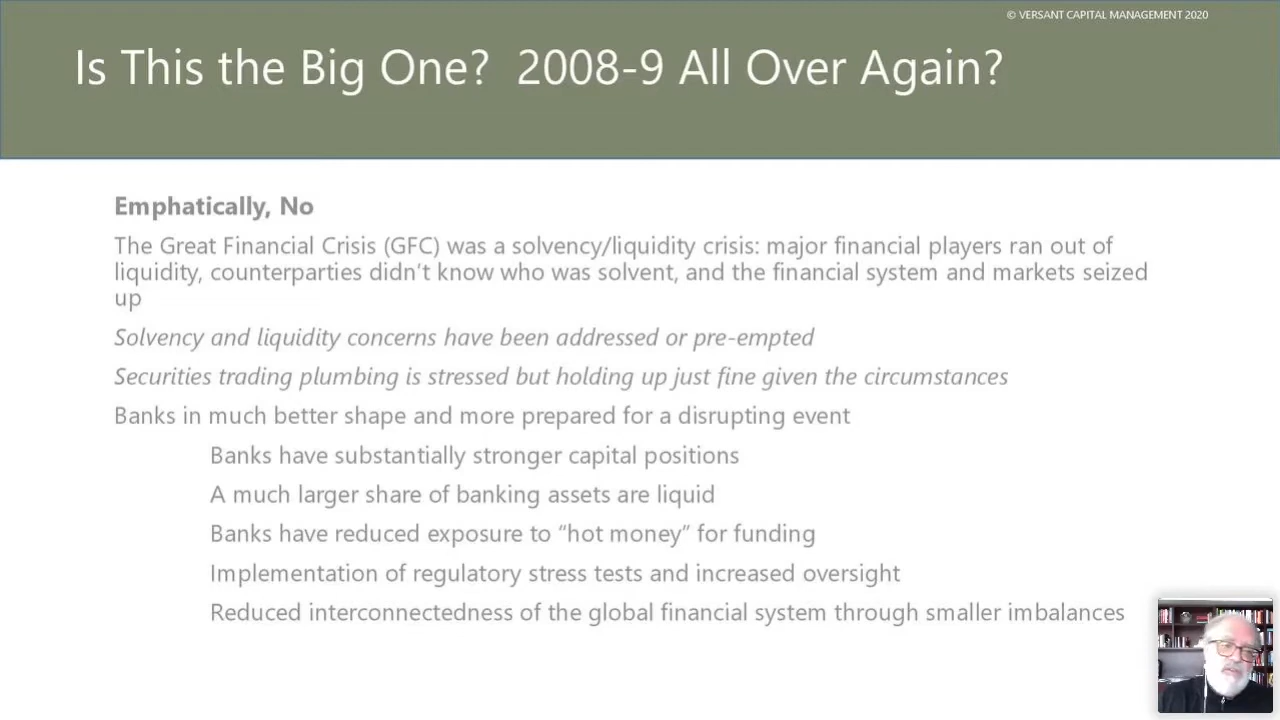 © VERSANT CAPITAL MANAGEMENT 2020
Is This the Big One?  2008-9 All Over Again?
Emphatically, No
The Great Financial Crisis (GFC) was a solvency/liquidity crisis: major financial players ran out of
liquidity, counterparties didn’t know who was solvent, and the financial system and markets seized
up
Solvency and liquidity concerns have been addressed or pre-empted
Securities trading plumbing is stressed but holding up just fine given the circumstances
Banks in much better shape and more prepared for a disrupting event
Banks have substantially stronger capital positions
A much larger share of banking assets are liquid
Banks have reduced exposure to “hot money” for funding
Implementation of regulatory stress tests and increased oversight
Reduced interconnectedness of the global financial system through smaller imbalances